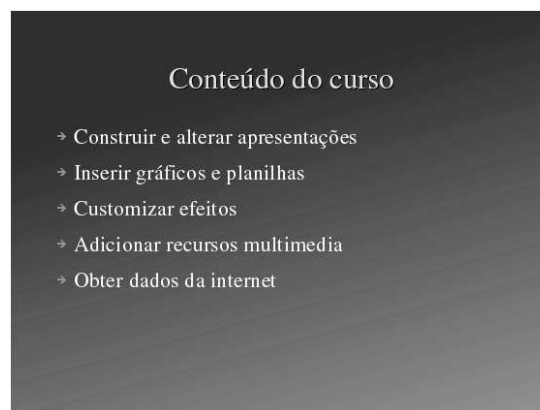 Conteúdo do curso
Construir e alterar apresentações
Inserir gráficos e planilhas
Customizar efeitos
Adicionar recursos multimedia
Obter dados da internet